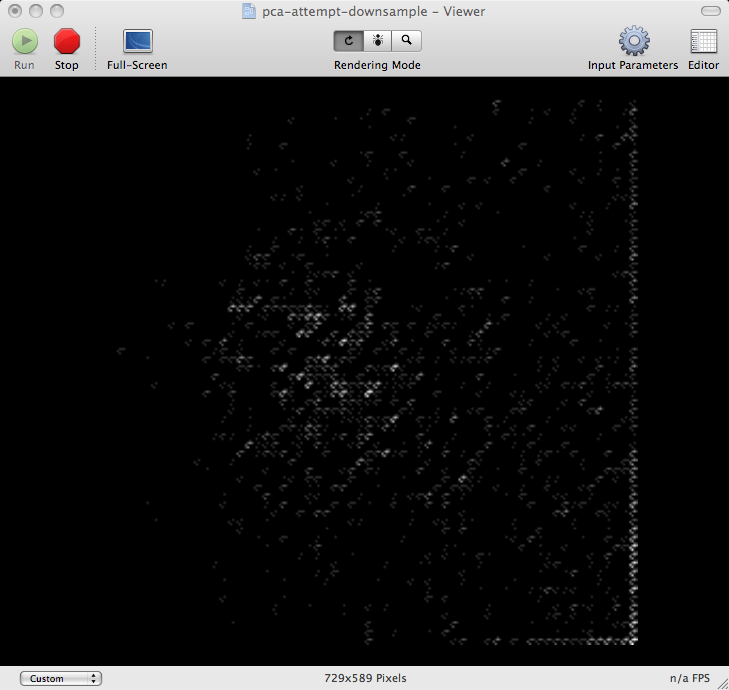 pca-attempt-downsample – Viewer
Run
Stop
Full-Screen
Rendering Mode
Input Parameters
Editor
Custom
729x589 Pixels
n/a FPS